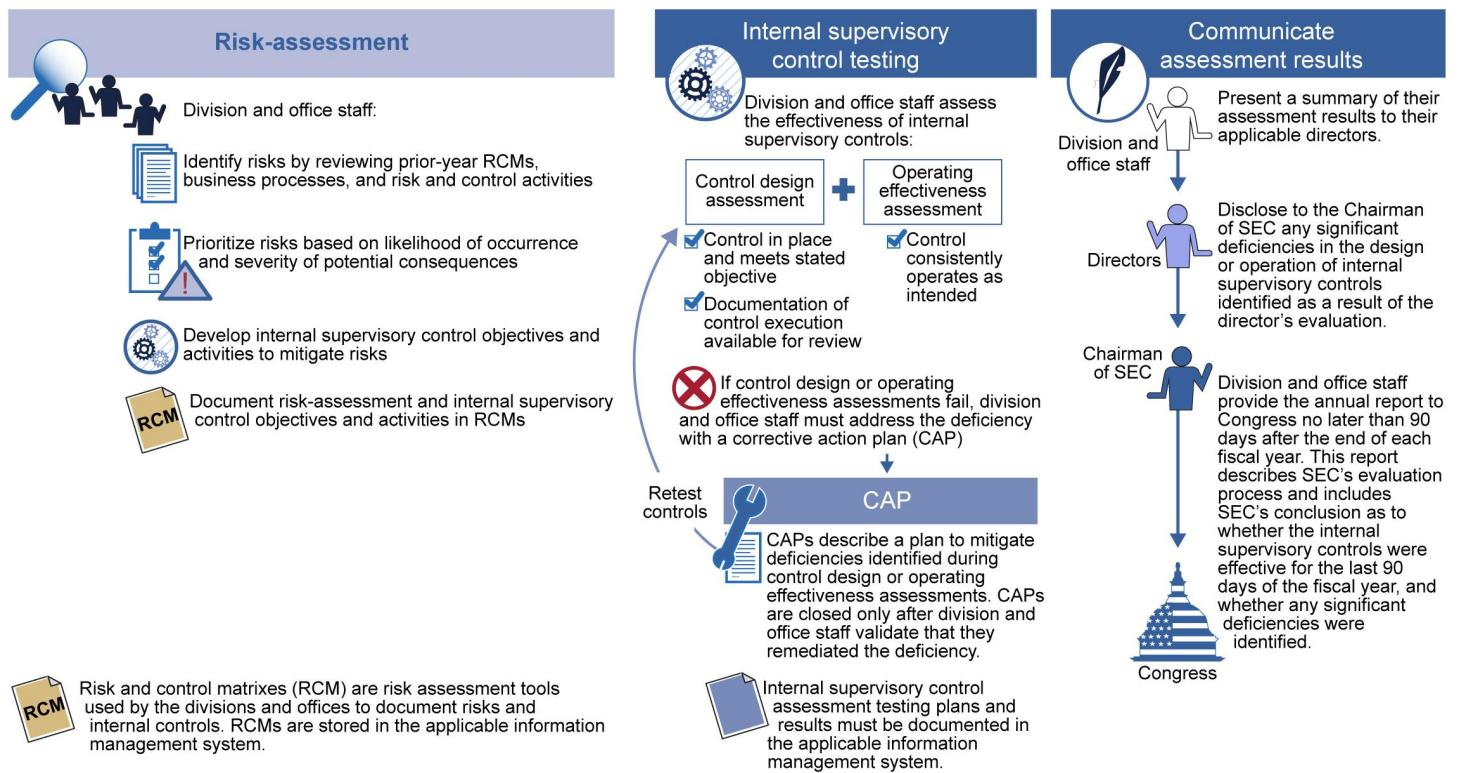 Risk-assessment
Division and office staff:
Identify risks by reviewing prior-year RCMs,
business processes, and risk and control activities
Prioritize risks based on likelihood of occurrence
and severity of potential consequences
Develop internal supervisory control objectives and
activities to mitigate risks
RCM
Document risk-assessment and internal supervisory
control objectives and activities in RCMs
RCM
Risk and control matrixes (RCM) are risk assessment tools
used by the divisions and offices to document risks and
internal controls. RCMs are stored in the applicable information
management system.
Internal supervisory
control testing
Division and office staff assess
the effectiveness of internal
supervisory controls:
Control design
assessment
Operating
effectiveness
assessment
Control in place
and meets stated
objective
Documentation of
control execution
available for review
Control
consistently
operates as
intended
If control design or operating
effectiveness assessments fail, division
and office staff must address the deficiency
with a corrective action plan (CAP)
Retest
controls
CAP
CAPs describe a plan to mitigate
deficiencies identified during
control design or operating
effectiveness assessments. CAPs
are closed only after division and
office staff validate that they
remediated the deficiency.
Internal supervisory control
assessment testing plans and
results must be documented in
the applicable information
management system.
Communicate
assessment results
Division and
office staff
Present a summary of their
assessment results to their
applicable directors.
Directors
Disclose to the Chairman
of SEC any significant
deficiencies in the design
or operation of internal
supervisory controls
identified as a result of the
director’s evaluation.
Chairman
of SEC
Division and office staff
provide the annual report to
Congress no later than 90
days after the end of each
fiscal year. This report
describes SEC’s evaluation
process and includes
SEC’s conclusion as to
whether the internal
supervisory controls were
effective for the last 90
days of the fiscal year, and
whether any significant
deficiencies were
identified.
Congress